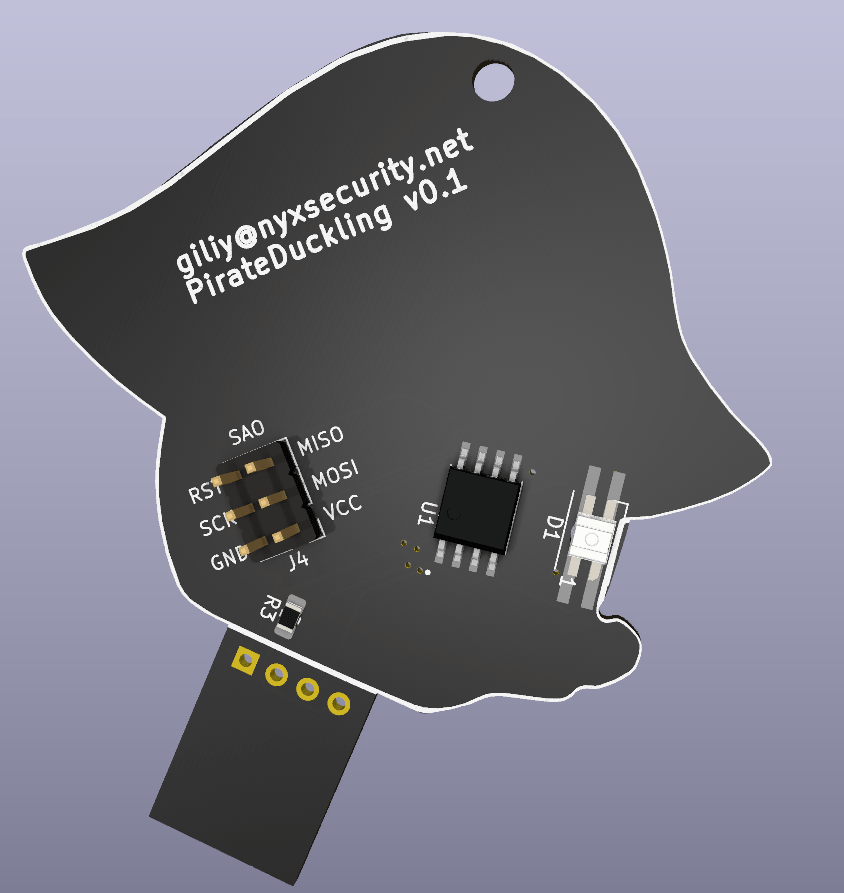 giliy@nyxsecurity.net
PirateDuckling v0.1
SAO
MISO
RST
MOSI
SCK
VCC
GND
J4
U1
D1
1
R3